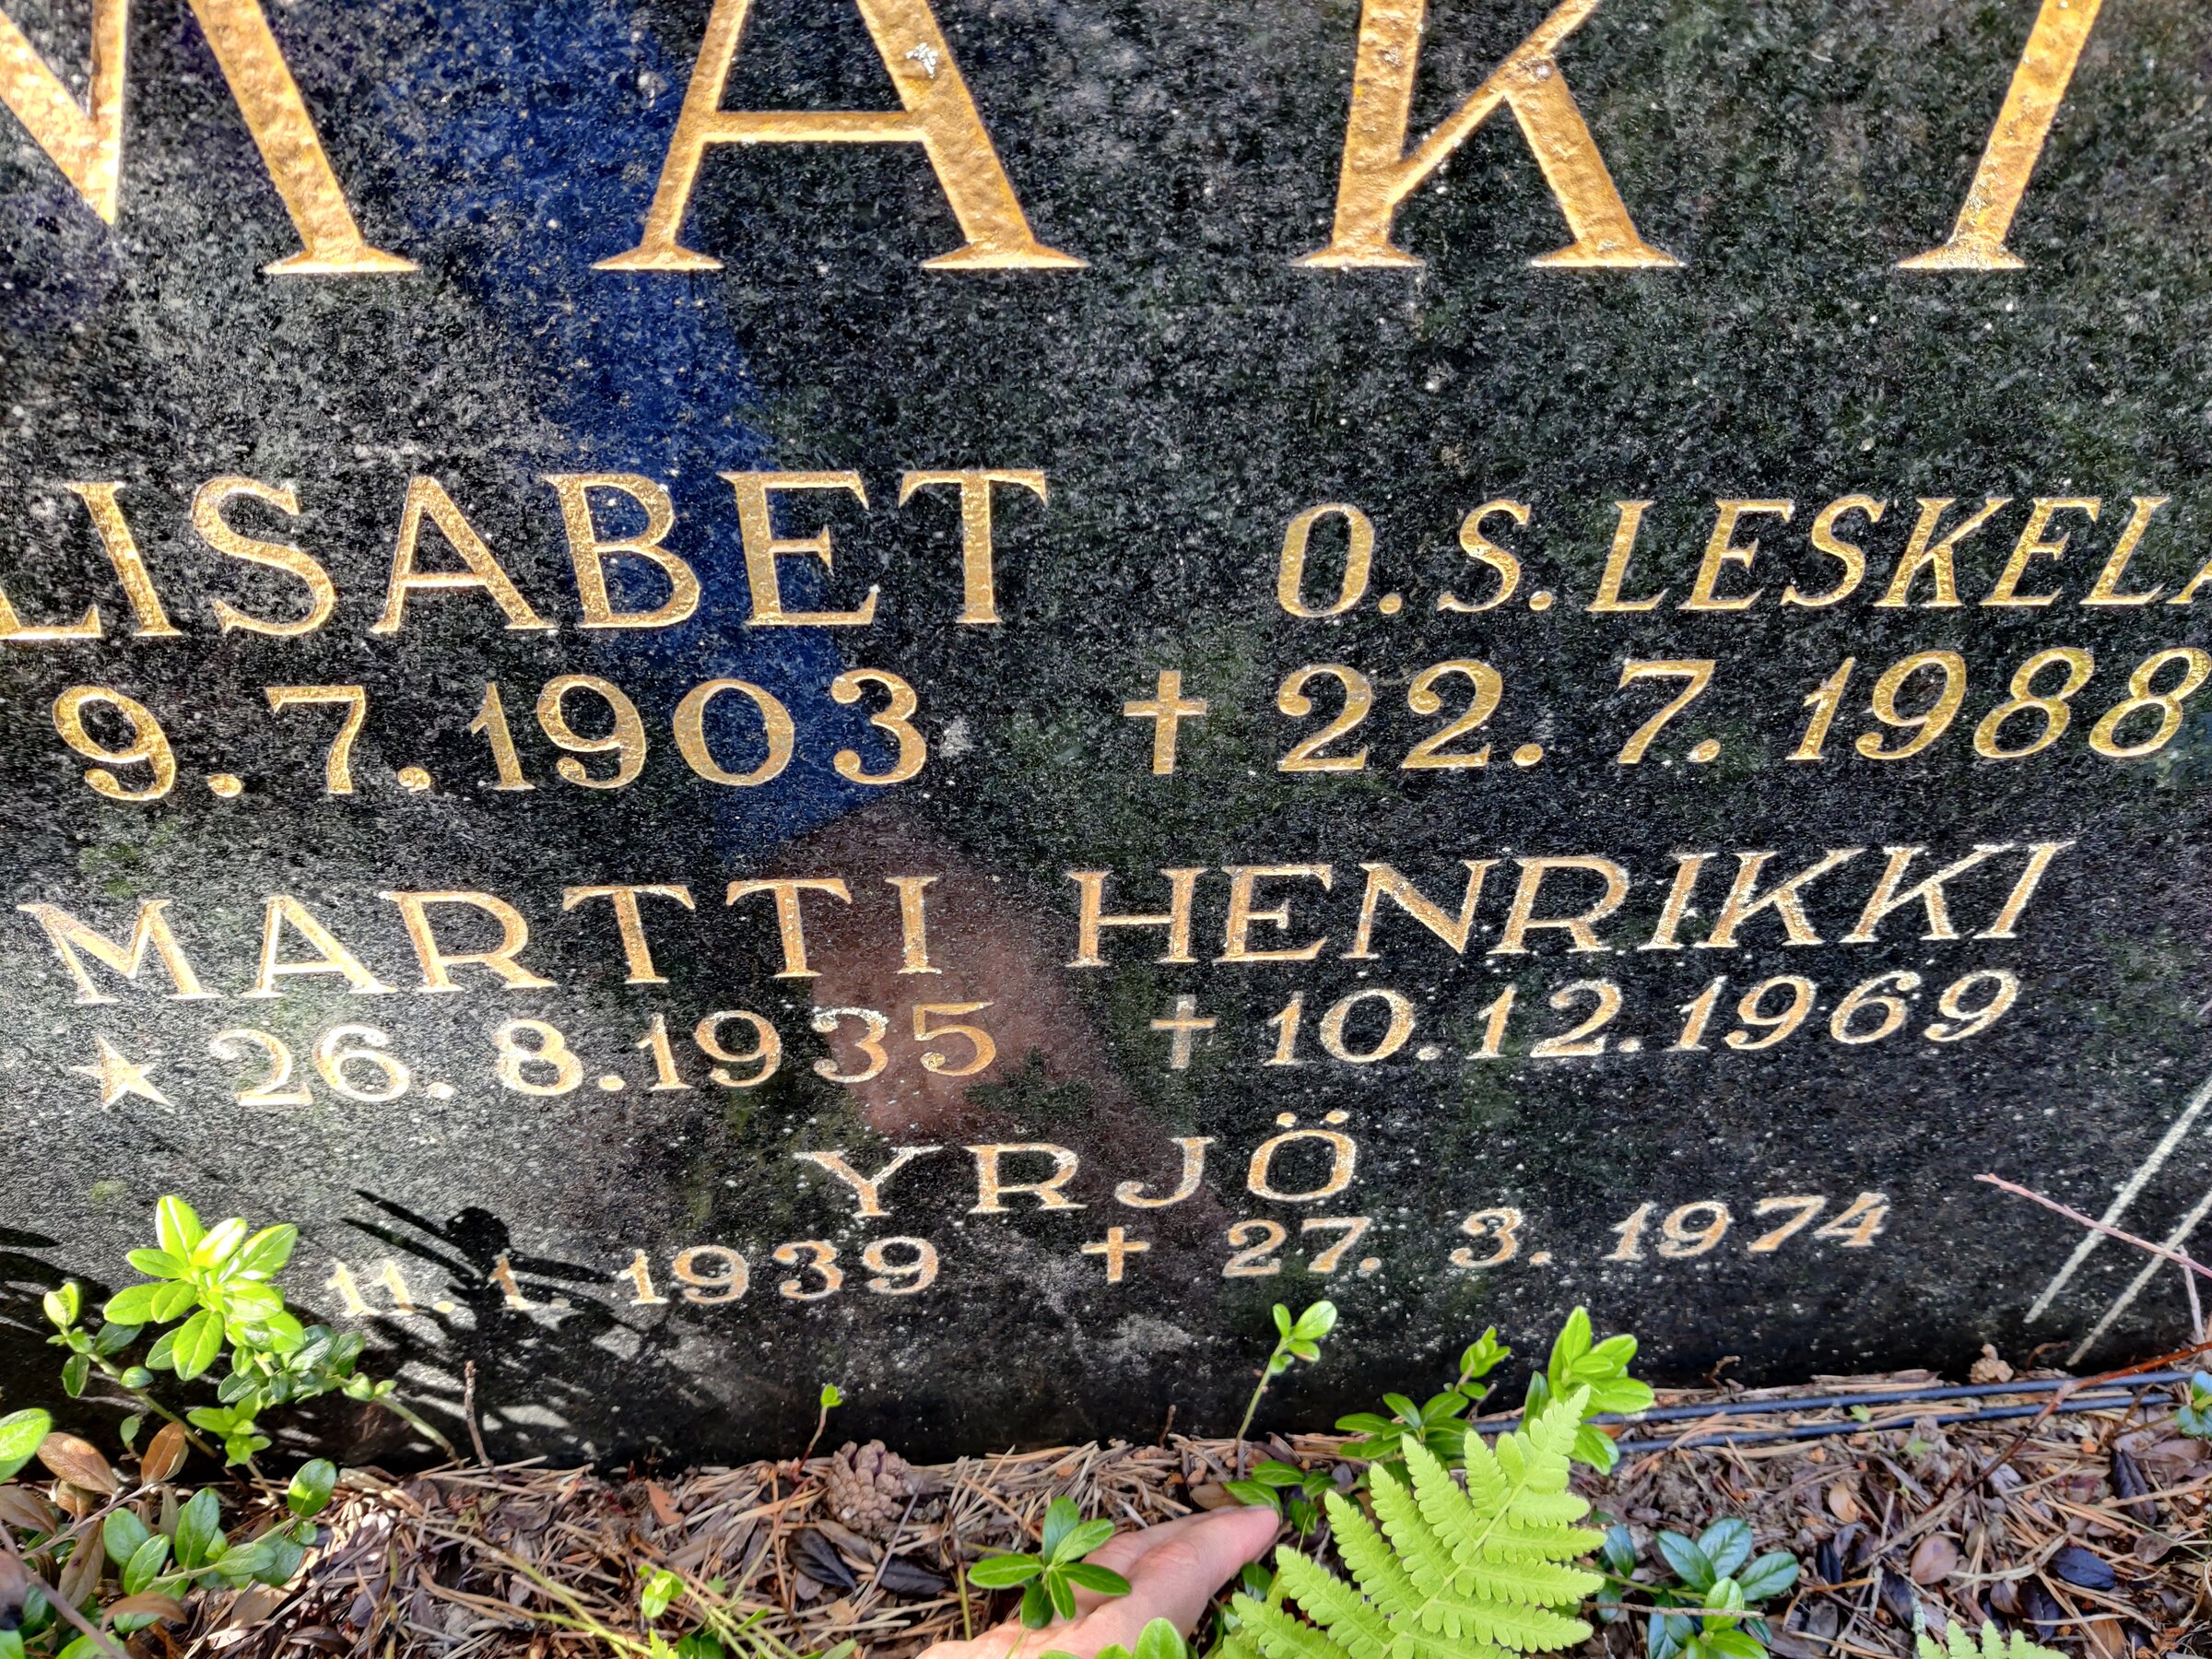 MAKI
LISABET O.S. LESKELÄ
9.7.1903 † 22.7.1988
MARTTI HENRIKKI
★ 26.8.1935 † 10.12.1969
YRJÖ
11.1.1939 † 27.3.1974